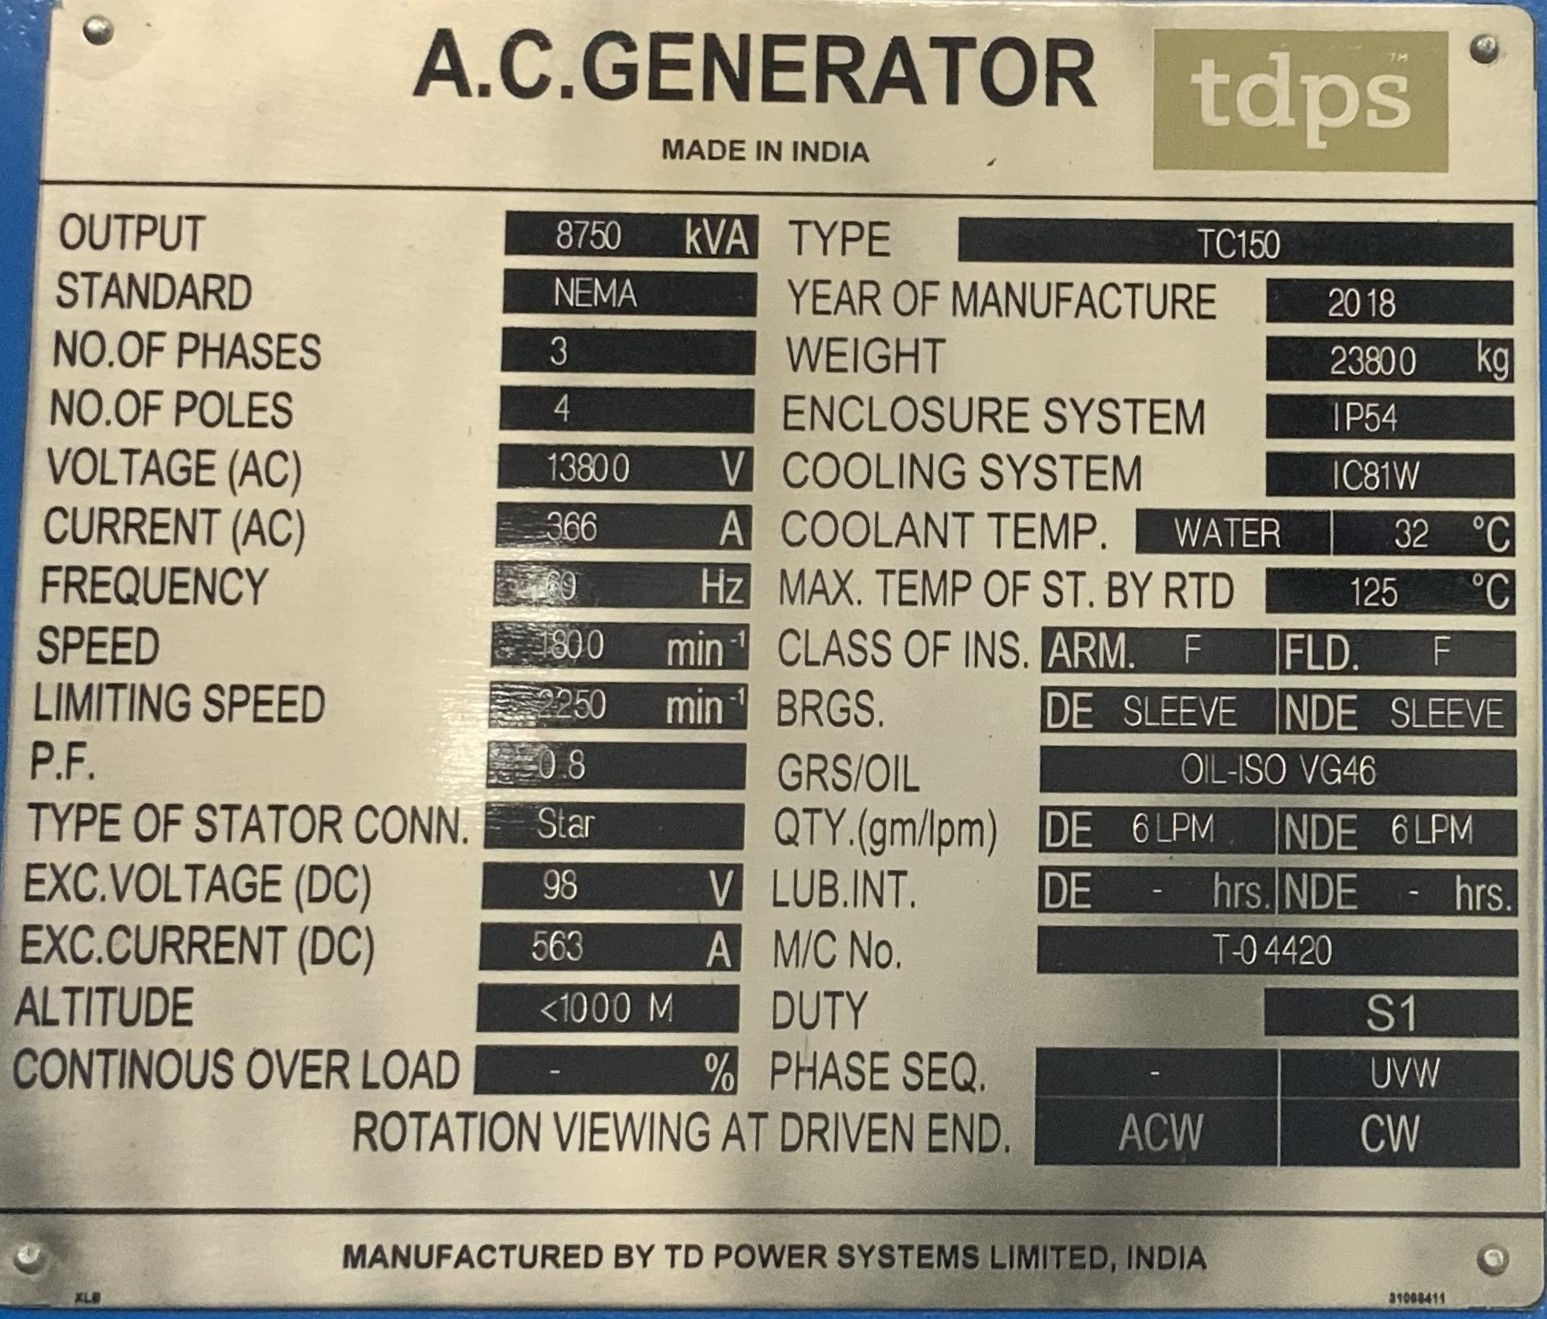 A.C.GENERATOR
tdps™
MADE IN INDIA
OUTPUT 8750 kVA
STANDARD NEMA
NO.OF PHASES 3
NO.OF POLES 4
VOLTAGE (AC) 13800 V
CURRENT (AC) 366 A
FREQUENCY 60 Hz
SPEED 1800 min⁻¹
LIMITING SPEED 2250 min⁻¹
P.F. 0.8
TYPE OF STATOR CONN. Star
EXC.VOLTAGE (DC) 98 V
EXC.CURRENT (DC) 563 A
ALTITUDE <1000 M
CONTINOUS OVER LOAD - %
TYPE TC150
YEAR OF MANUFACTURE 2018
WEIGHT 23800 kg
ENCLOSURE SYSTEM IP54
COOLING SYSTEM IC81W
COOLANT TEMP. WATER 32 °C
MAX. TEMP OF ST. BY RTD 125 °C
CLASS OF INS. ARM. F FLD. F
BRGS. DE SLEEVE NDE SLEEVE
GRS/OIL OIL-ISO VG46
QTY.(gm/lpm) DE 6 LPM NDE 6 LPM
LUB.INT. DE - hrs. NDE - hrs.
M/C No. T-04420
DUTY S1
PHASE SEQ. - UVW
ROTATION VIEWING AT DRIVEN END. ACW CW
MANUFACTURED BY TD POWER SYSTEMS LIMITED, INDIA
XLB
31098411